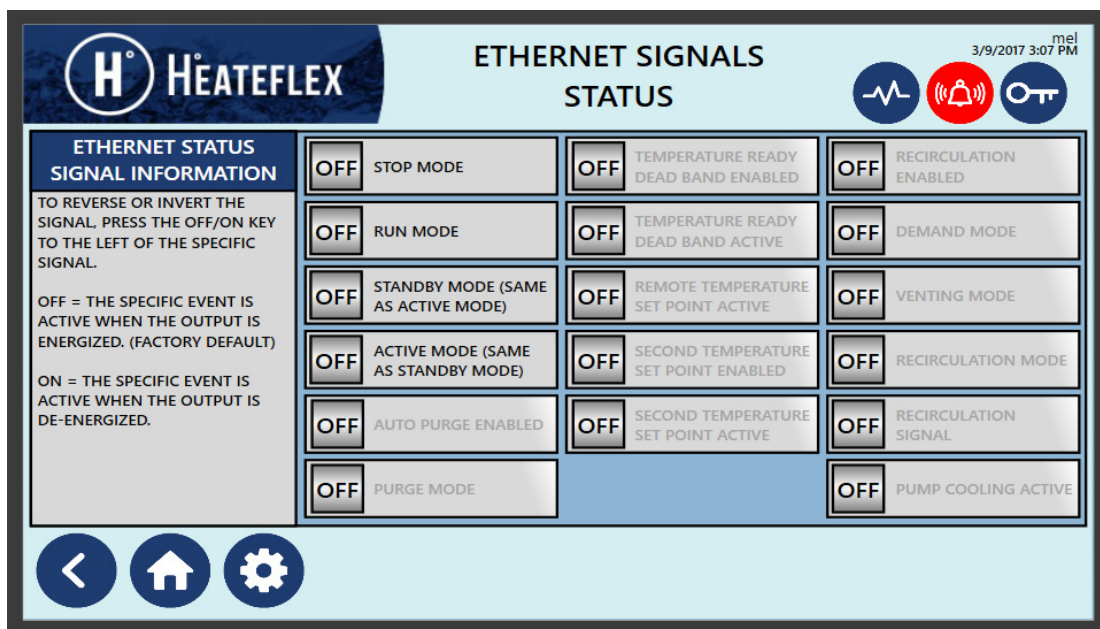 H° HEATEFLEX
ETHERNET SIGNALS
STATUS
mel
3/9/2017 3:07 PM
ETHERNET STATUS
SIGNAL INFORMATION
TO REVERSE OR INVERT THE
SIGNAL, PRESS THE OFF/ON KEY
TO THE LEFT OF THE SPECIFIC
SIGNAL.
OFF = THE SPECIFIC EVENT IS
ACTIVE WHEN THE OUTPUT IS
ENERGIZED. (FACTORY DEFAULT)
ON = THE SPECIFIC EVENT IS
ACTIVE WHEN THE OUTPUT IS
DE-ENERGIZED.
OFF STOP MODE
OFF RUN MODE
OFF STANDBY MODE (SAME
AS ACTIVE MODE)
OFF ACTIVE MODE (SAME
AS STANDBY MODE)
OFF AUTO PURGE ENABLED
OFF PURGE MODE
OFF TEMPERATURE READY
DEAD BAND ENABLED
OFF TEMPERATURE READY
DEAD BAND ACTIVE
OFF REMOTE TEMPERATURE
SET POINT ACTIVE
OFF SECOND TEMPERATURE
SET POINT ENABLED
OFF SECOND TEMPERATURE
SET POINT ACTIVE
OFF RECIRCULATION
ENABLED
OFF DEMAND MODE
OFF VENTING MODE
OFF RECIRCULATION MODE
OFF RECIRCULATION
SIGNAL
OFF PUMP COOLING ACTIVE